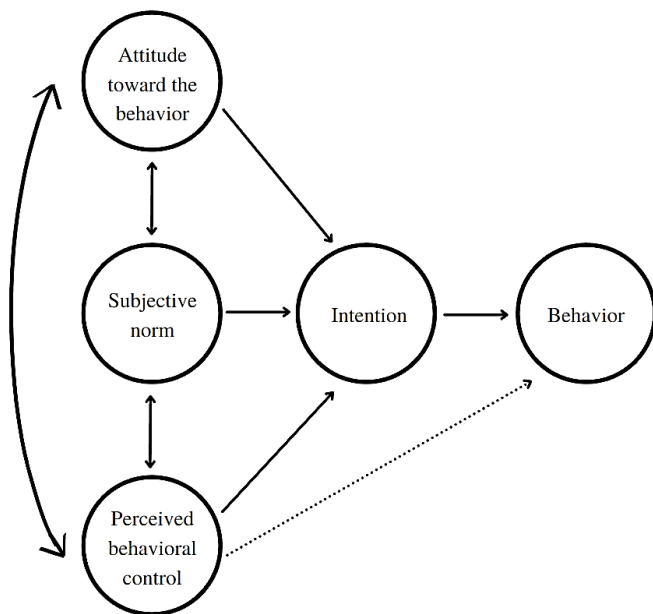 Attitude
toward the
behavior
Subjective
norm
Intention
Behavior
Perceived
behavioral
control